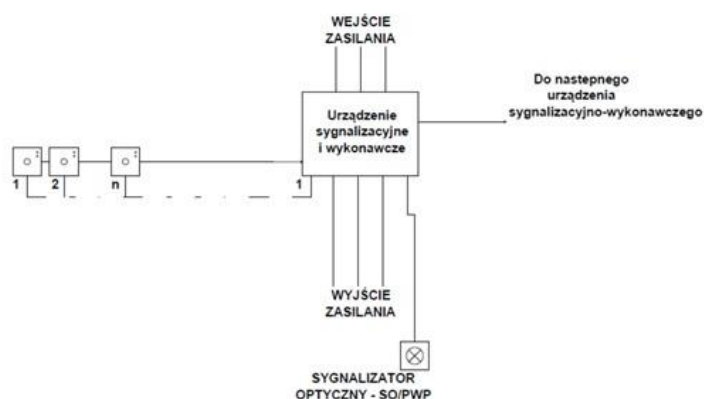 WEJŚCIE
ZASILANIA
Do nastepnego
urządzenia
sygnalizacyjno-wykonawczego
Urządzenie
sygnalizacyjne
i wykonawcze
1 2 n 1
WYJŚCIE
ZASILANIA
SYGNALIZATOR
OPTYCZNY - SO/PWP